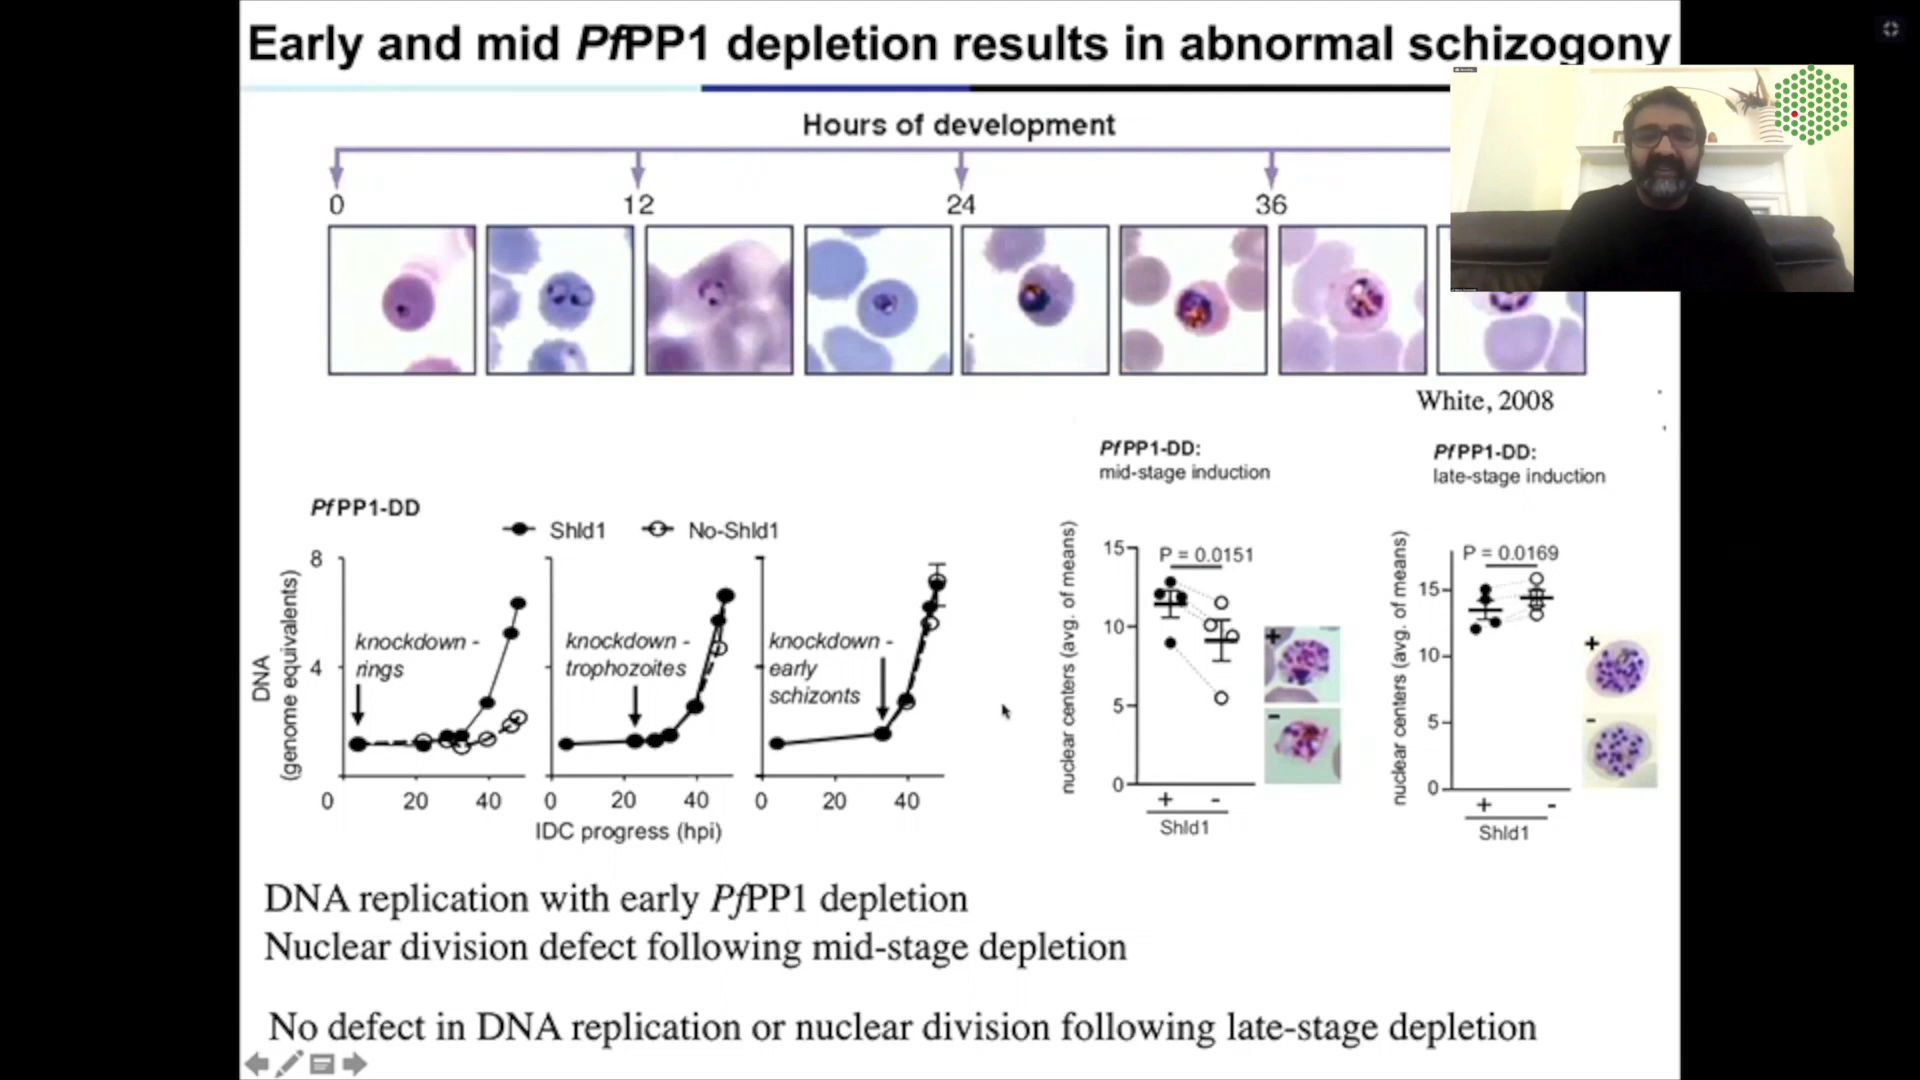 Early and mid PfPP1 depletion results in abnormal schizogony
Hours of development
0 12 24 36
White, 2008
PfPP1-DD:
mid-stage induction
PfPP1-DD:
late-stage induction
PfPP1-DD
Shld1 No-Shld1
DNA
(genome equivalents)
8
4
knockdown -
rings
knockdown -
trophozoites
knockdown -
early
schizonts
0 20 40 0 20 40 0 20 40
IDC progress (hpi)
nuclear centers (avg. of means)
15
10
5
0
P = 0.0151
+ -
Shld1
+
-
nuclear centers (avg. of means)
15
10
5
0
P = 0.0169
+ -
Shld1
+
-
DNA replication with early PfPP1 depletion
Nuclear division defect following mid-stage depletion
No defect in DNA replication or nuclear division following late-stage depletion